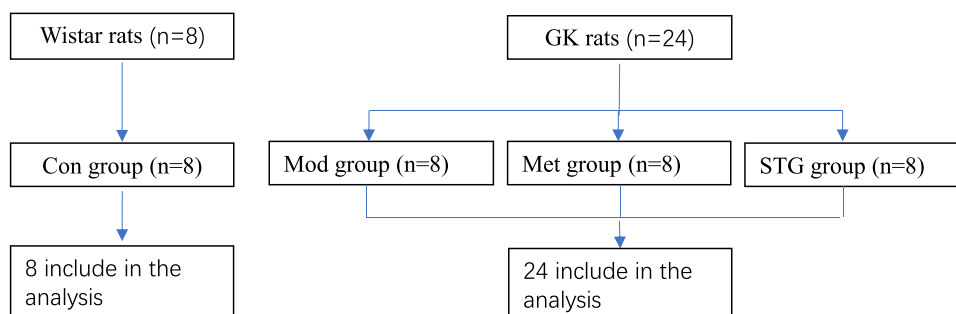 Wistar rats (n=8)
GK rats (n=24)
Con group (n=8)
Mod group (n=8)
Met group (n=8)
STG group (n=8)
8 include in the
analysis
24 include in the
analysis